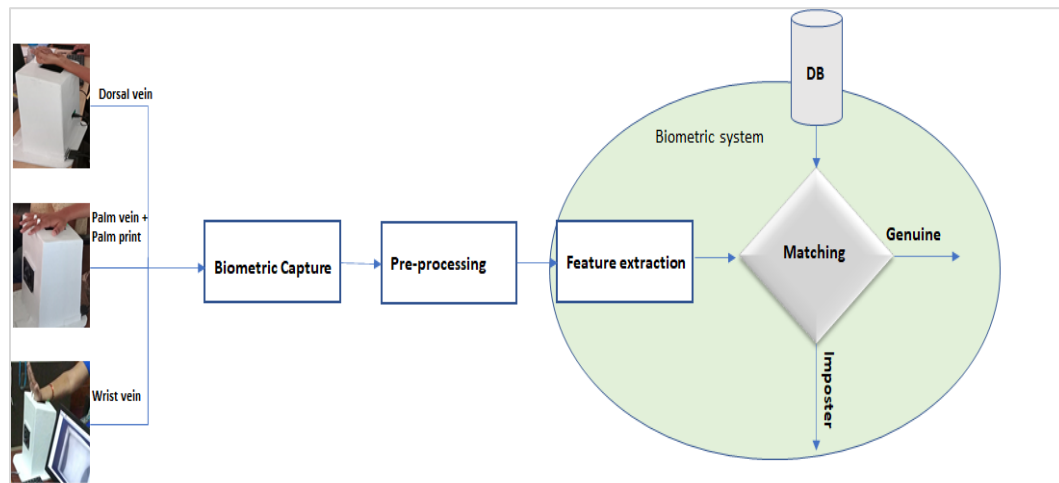 Dorsal vein
Palm vein +
Palm print
Wrist vein
Biometric Capture
Pre-processing
Feature extraction
Biometric system
DB
Matching
Genuine
Imposter